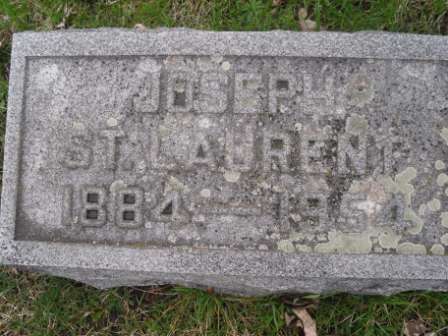 JOSEPH
ST. LAURENT
1884 — 1954